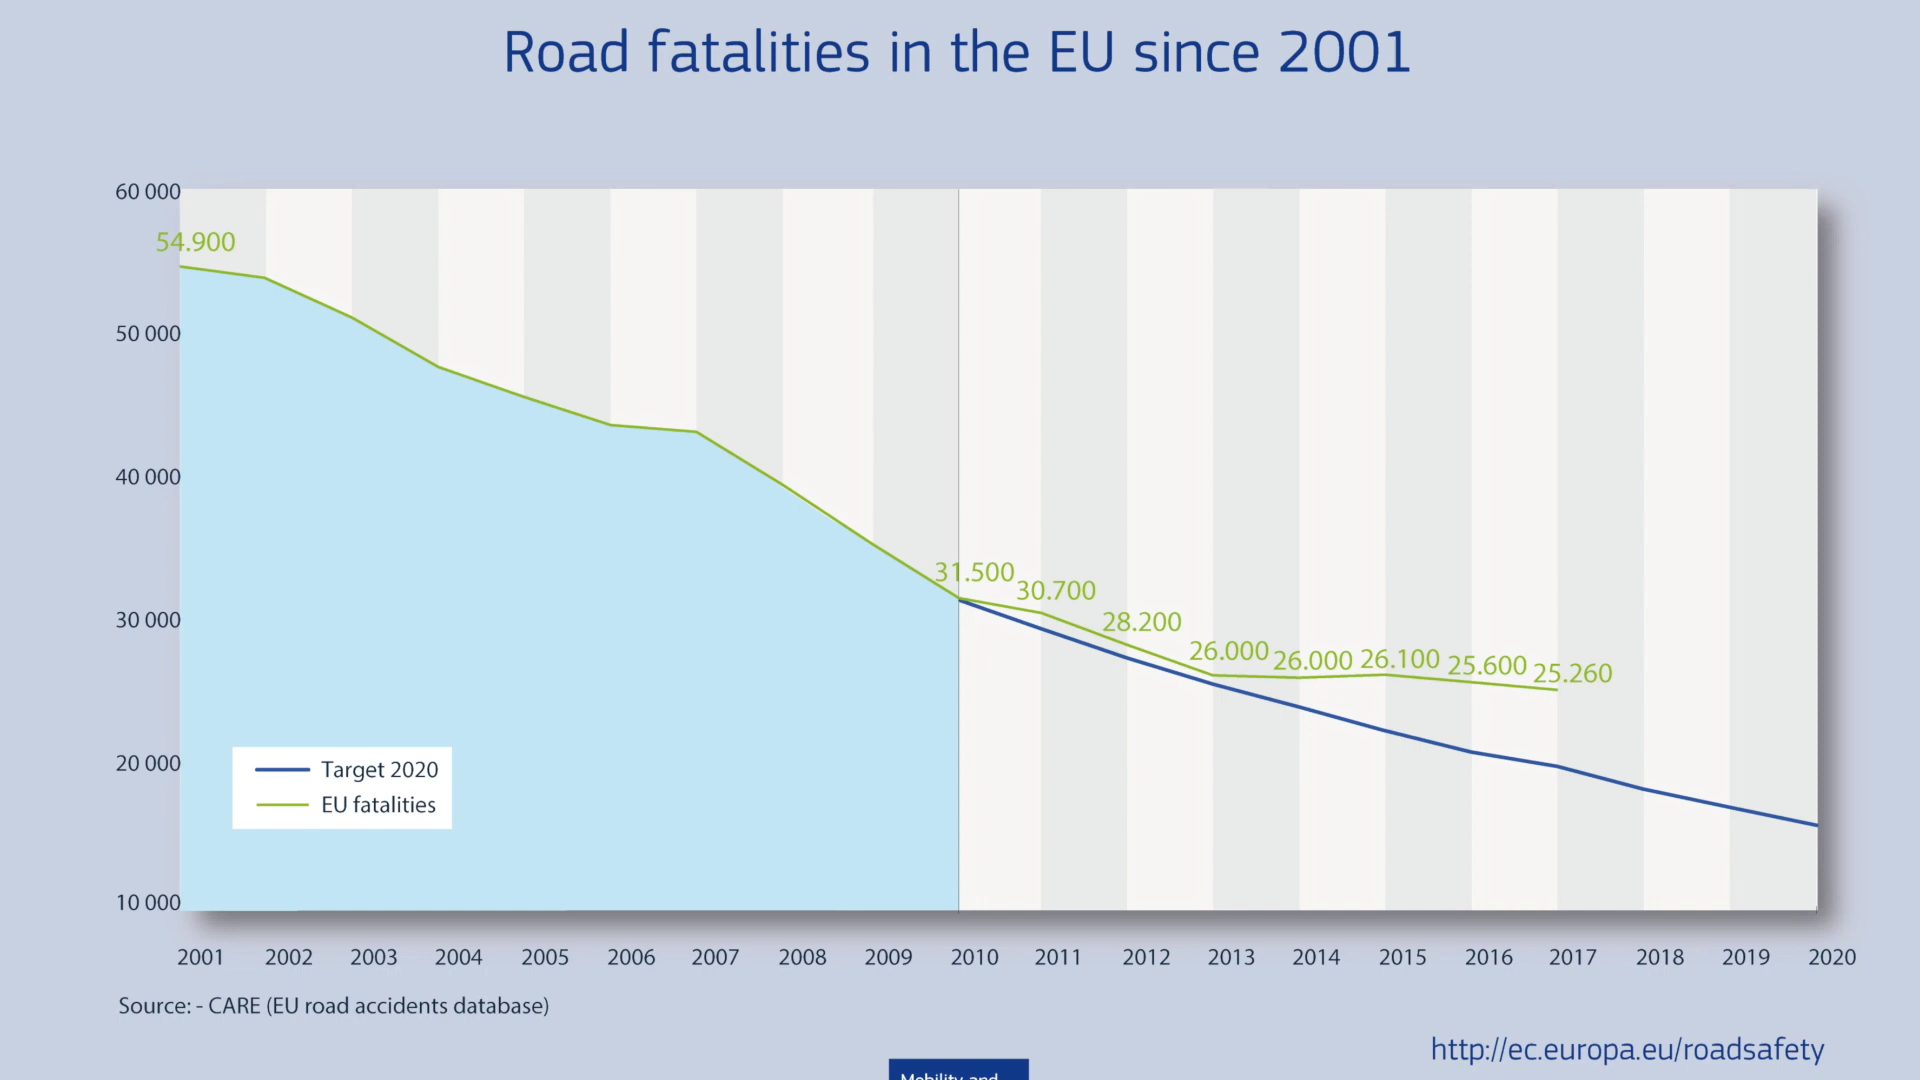 Road fatalities in the EU since 2001
60 000
54.900
50 000
40 000
31.500
30.700
30 000
28.200
26.000
26.000
26.100
25.600
25.260
20 000
Target 2020
EU fatalities
10 000
2001 2002 2003 2004 2005 2006 2007 2008 2009 2010 2011 2012 2013 2014 2015 2016 2017 2018 2019 2020
Source: - CARE (EU road accidents database)
http://ec.europa.eu/roadsafety
Mobility and